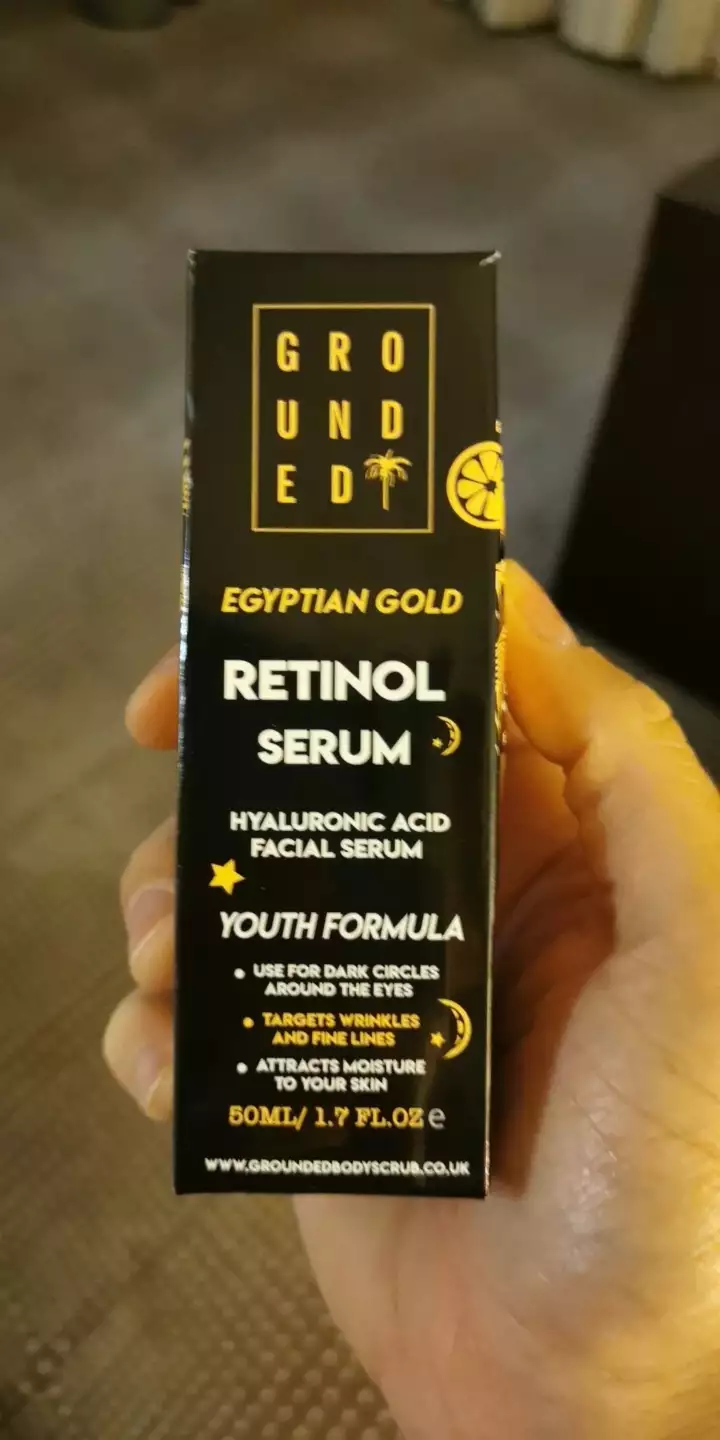 GRO
UND
ED
EGYPTIAN GOLD
RETINOL
SERUM
HYALURONIC ACID
FACIAL SERUM
YOUTH FORMULA
• USE FOR DARK CIRCLES
AROUND THE EYES
• TARGETS WRINKLES
AND FINE LINES
• ATTRACTS MOISTURE
TO YOUR SKIN
50ML/ 1.7 FL.OZ e
WWW.GROUNDEDBODYSCRUB.CO.UK